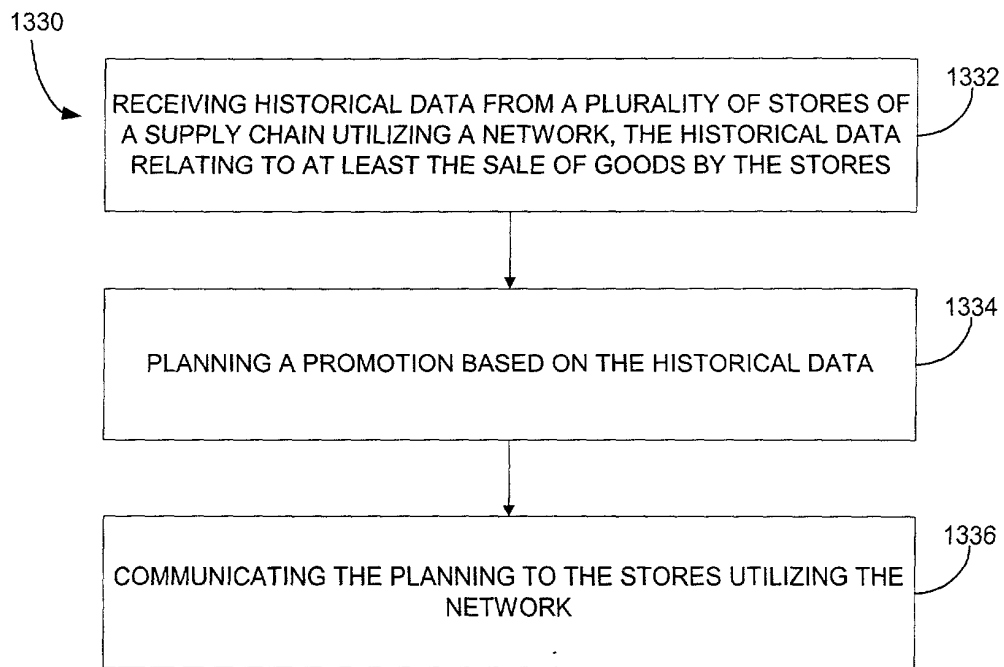 1330
1332
RECEIVING HISTORICAL DATA FROM A PLURALITY OF STORES OF
A SUPPLY CHAIN UTILIZING A NETWORK, THE HISTORICAL DATA
RELATING TO AT LEAST THE SALE OF GOODS BY THE STORES
1334
PLANNING A PROMOTION BASED ON THE HISTORICAL DATA
1336
COMMUNICATING THE PLANNING TO THE STORES UTILIZING THE
NETWORK